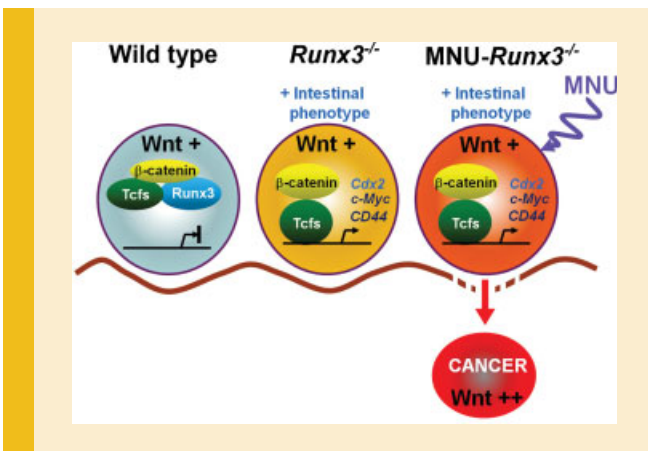 Wild type
Runx3-/-
MNU-Runx3-/-
+ Intestinal
phenotype
+ Intestinal
phenotype
MNU
Wnt +
β-catenin
Tcfs
Runx3
Wnt +
β-catenin
Tcfs
Cdx2
c-Myc
CD44
Wnt +
β-catenin
Tcfs
Cdx2
c-Myc
CD44
CANCER
Wnt ++